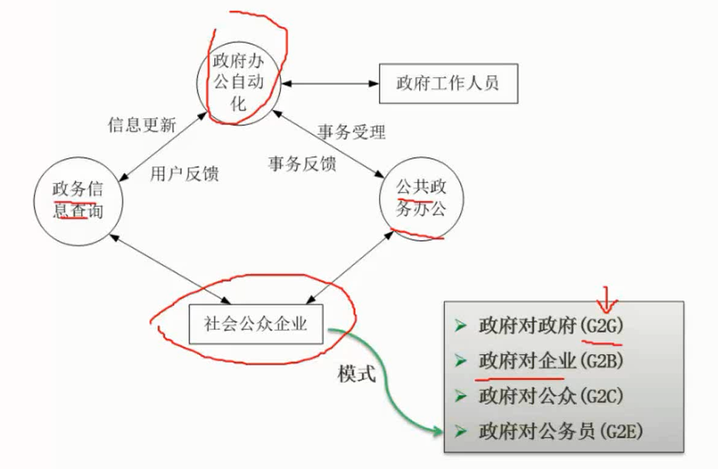 政府办
公自动
化
政府工作人员
信息更新
事务受理
用户反馈
事务反馈
政务信
息查询
公共政
务办公
社会公众企业
模式
➢ 政府对政府(G2G)
➢ 政府对企业(G2B)
➢ 政府对公众(G2C)
➢ 政府对公务员(G2E)